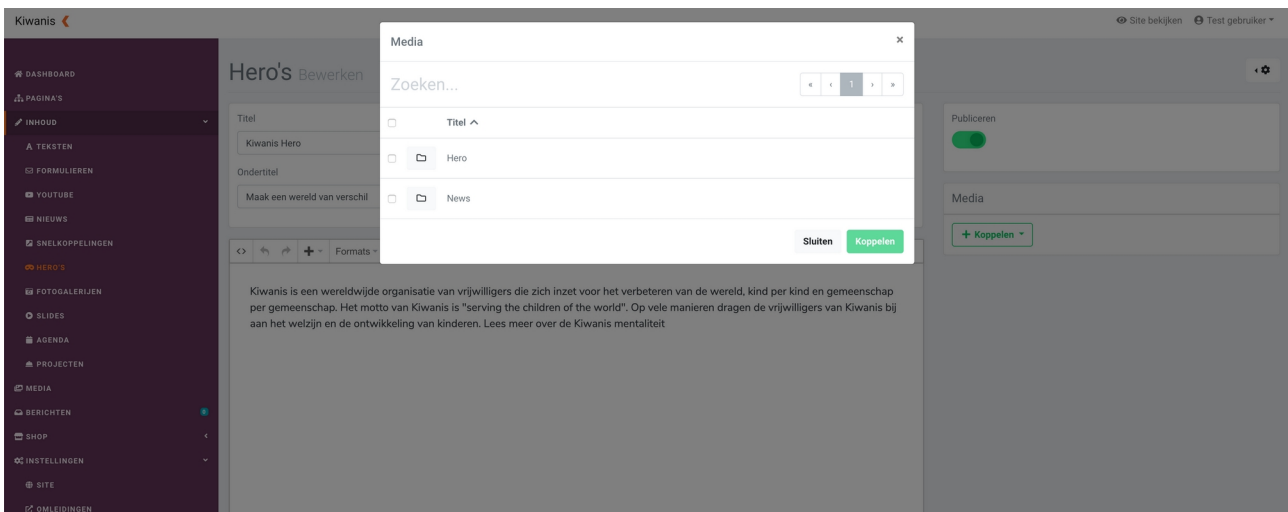 Kiwanis
Site bekijken
Test gebruiker
DASHBOARD
PAGINA'S
INHOUD
TEKSTEN
FORMULIEREN
YOUTUBE
NIEUWS
SNELKOPPELINGEN
HERO'S
FOTOGALERIJEN
SLIDES
AGENDA
PROJECTEN
MEDIA
BERICHTEN
SHOP
INSTELLINGEN
SITE
OMLEIDINGEN
Hero's Bewerken
Titel
Kiwanis Hero
Ondertitel
Maak een wereld van verschil
Formats
Kiwanis is een wereldwijde organisatie van vrijwilligers die zich inzet voor het verbeteren van de wereld, kind per kind en gemeenschap
per gemeenschap. Het motto van Kiwanis is "serving the children of the world". Op vele manieren dragen de vrijwilligers van Kiwanis bij
aan het welzijn en de ontwikkeling van kinderen. Lees meer over de Kiwanis mentaliteit
Media
×
Zoeken...
« ‹ 1 › »
Titel
Hero
News
Sluiten
Koppelen
Publiceren
Media
+ Koppelen